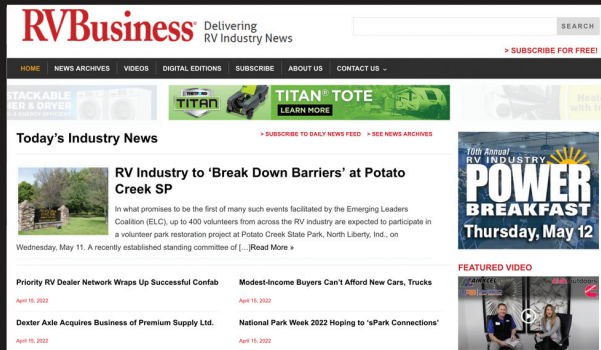 RVBusiness®
Delivering
RV Industry News
SEARCH
> SUBSCRIBE FOR FREE!
HOME
NEWS ARCHIVES
VIDEOS
DIGITAL EDITIONS
SUBSCRIBE
ABOUT US
CONTACT US
STACKABLE
THETFORD
TITAN
TITAN® TOTE
LEARN MORE
Today's Industry News
> SUBSCRIBE TO DAILY NEWS FEED > SEE NEWS ARCHIVES
RV Industry to ‘Break Down Barriers’ at Potato
Creek SP
In what promises to be the first of many such events facilitated by the Emerging Leaders
Coalition (ELC), up to 400 volunteers from across the RV industry are expected to participate in
a volunteer park restoration project at Potato Creek State Park, North Liberty, Ind., on
Wednesday, May 11. A recently established standing committee of […]Read More »
10th Annual
RV INDUSTRY
POWER
BREAKFAST
Thursday, May 12
Priority RV Dealer Network Wraps Up Successful Confab
April 15, 2022
Modest-Income Buyers Can’t Afford New Cars, Trucks
April 15, 2022
Dexter Axle Acquires Business of Premium Supply Ltd.
April 15, 2022
National Park Week 2022 Hoping to ‘sPark Connections’
April 15, 2022
FEATURED VIDEO
AIRXCEL
outdoors